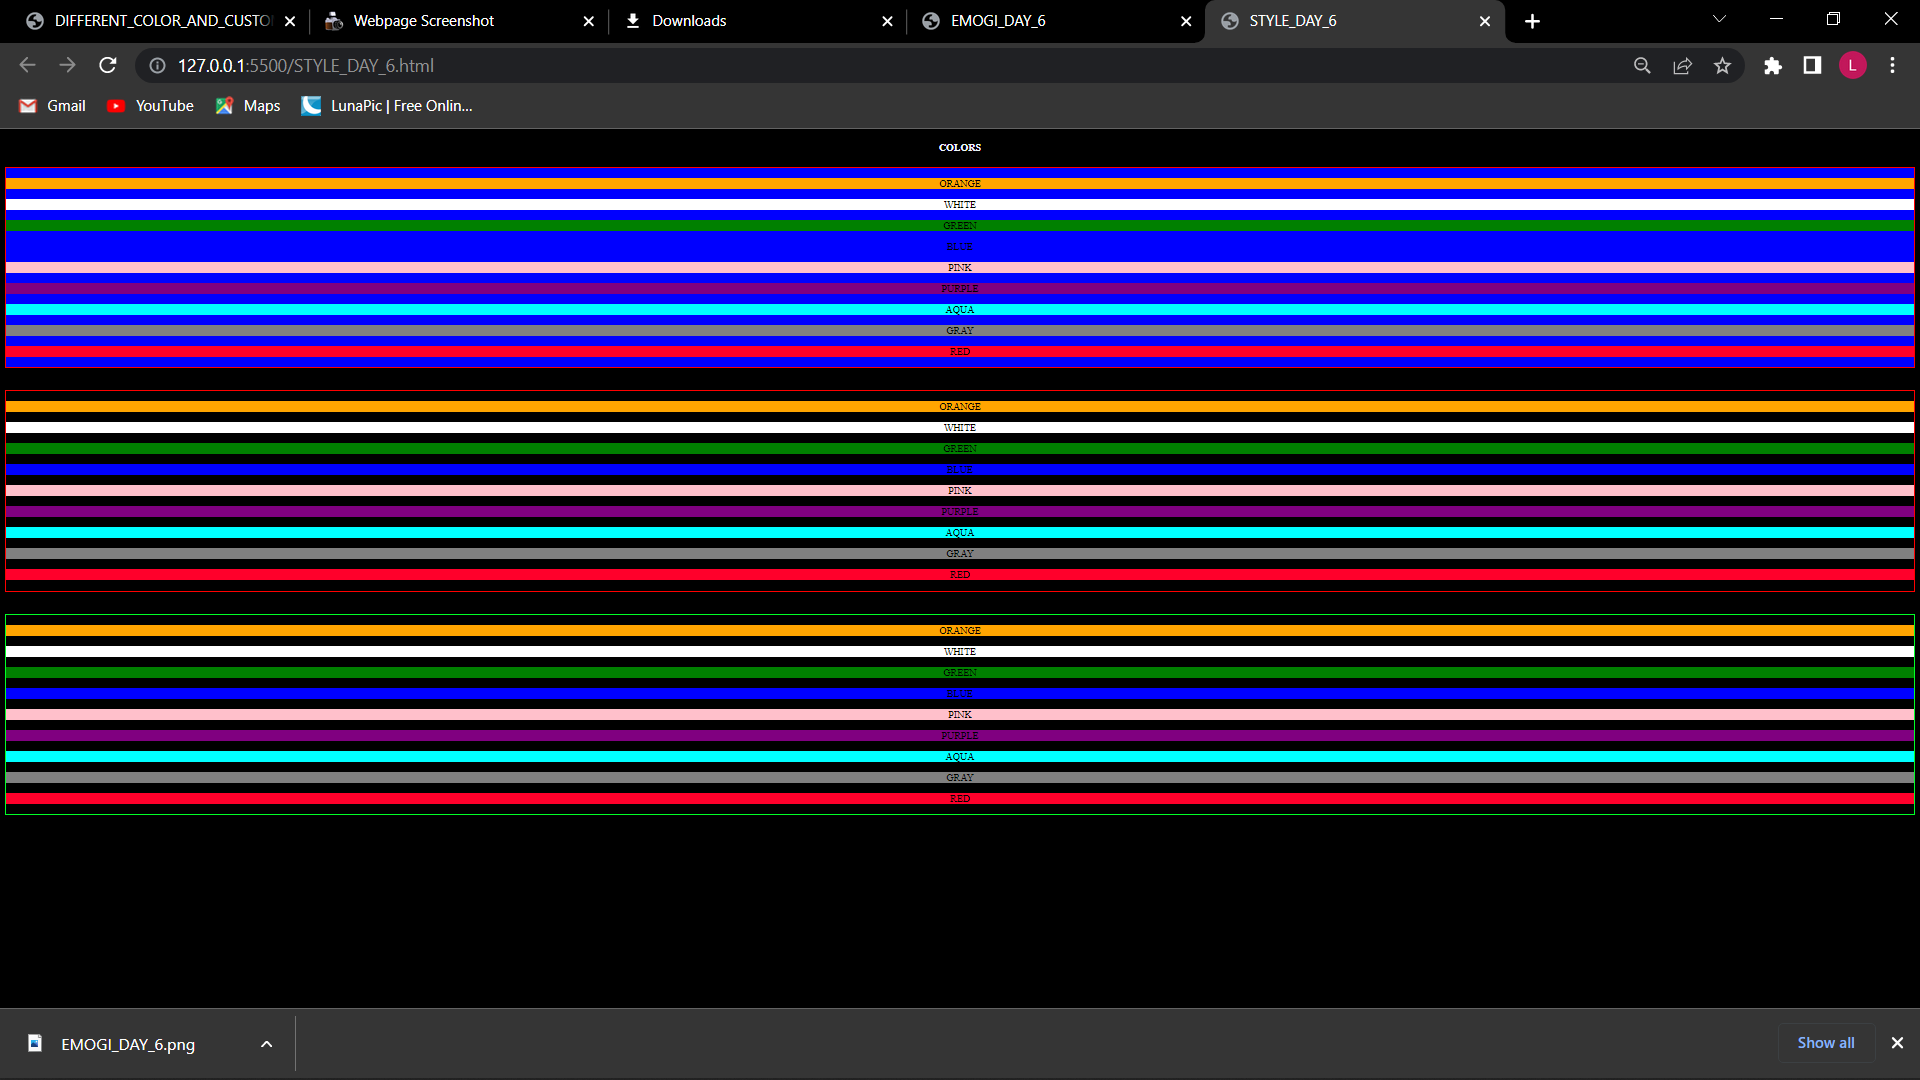 DIFFERENT_COLOR_AND_CUSTO
Webpage Screenshot
Downloads
EMOGI_DAY_6
STYLE_DAY_6
127.0.0.1:5500/STYLE_DAY_6.html
L
Gmail
YouTube
Maps
LunaPic | Free Onlin...
COLORS
ORANGE
WHITE
GREEN
BLUE
PINK
PURPLE
AQUA
GRAY
RED
ORANGE
WHITE
GREEN
BLUE
PINK
PURPLE
AQUA
GRAY
RED
ORANGE
WHITE
GREEN
BLUE
PINK
PURPLE
AQUA
GRAY
RED
EMOGI_DAY_6.png
Show all